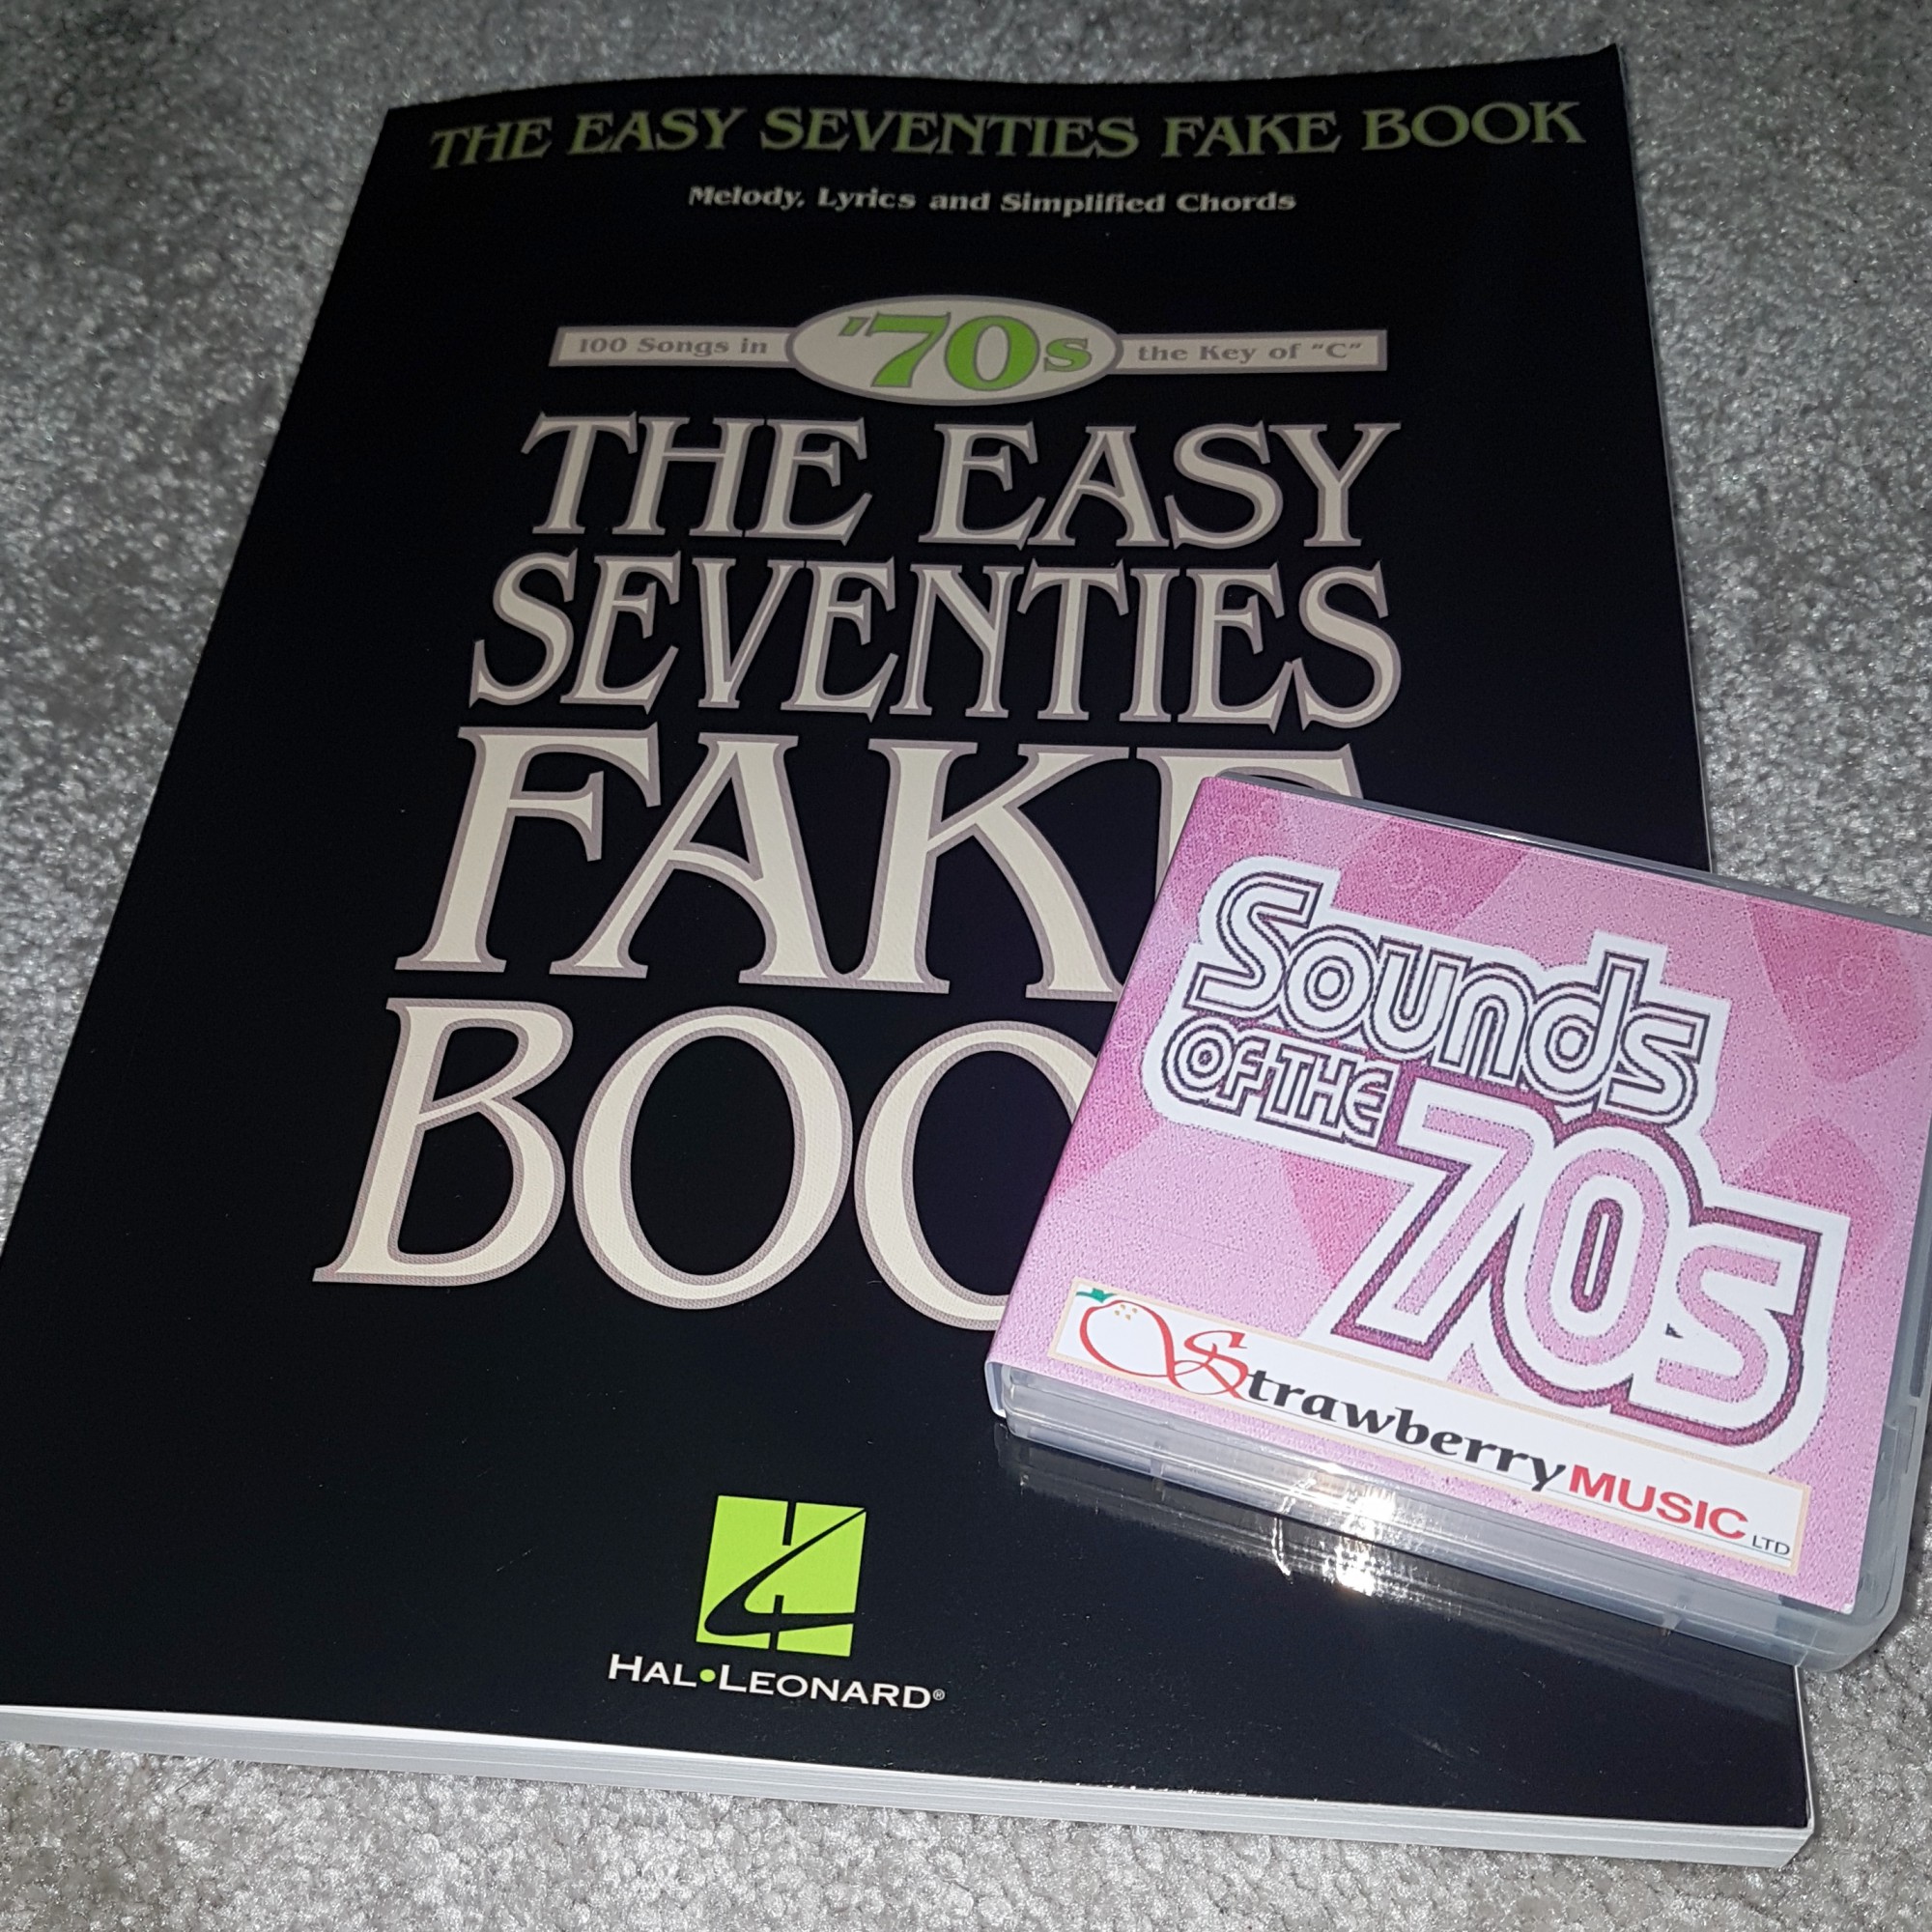 THE EASY SEVENTIES FAKE BOOK
Melody, Lyrics and Simplified Chords
100 Songs in '70s the Key of "C"
THE EASY
SEVENTIES
FAKE
BOO
HAL•LEONARD®
Sounds
OF THE
70s
Strawberry MUSIC LTD